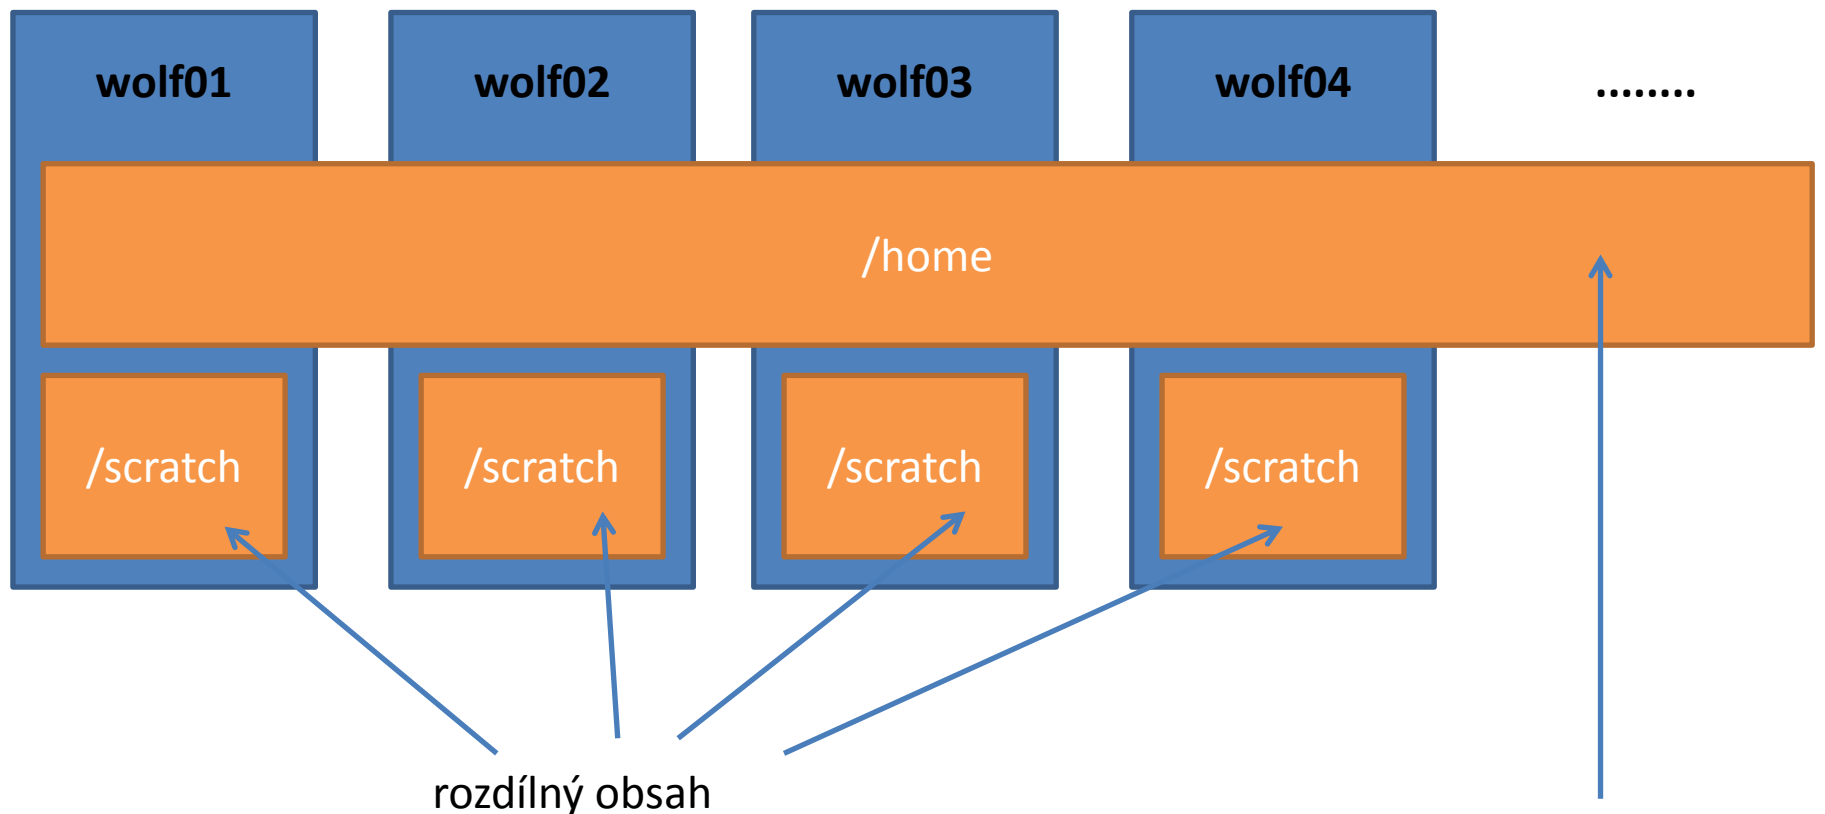 wolf01 wolf02 wolf03 wolf04 ........
/home
/scratch /scratch /scratch /scratch
rozdílný obsah